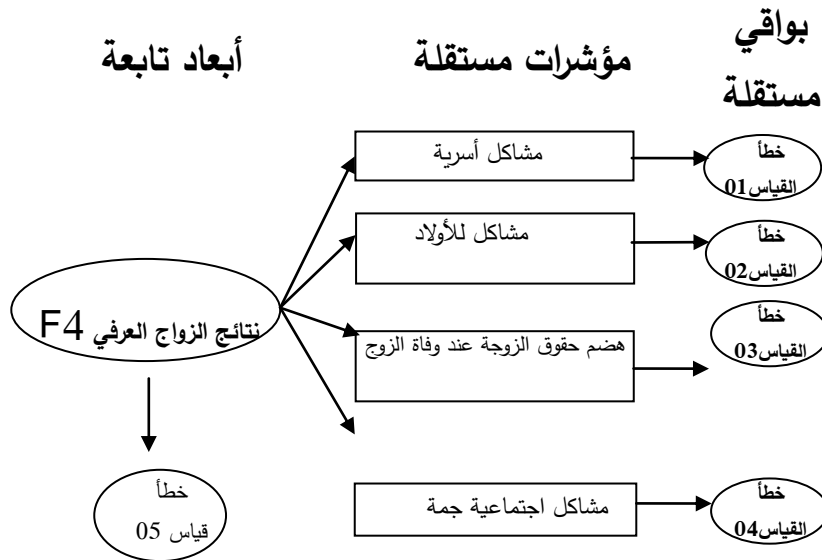 بواقي
مستقلة
مؤشرات مستقلة
أبعاد تابعة
مشاكل أسرية
خطأ
القياس01
مشاكل للأولاد
خطأ
القياس02
نتائج الزواج العرفي F4
هضم حقوق الزوجة عند وفاة الزوج
خطأ
القياس03
خطأ
قياس 05
مشاكل اجتماعية جمة
خطأ
القياس04